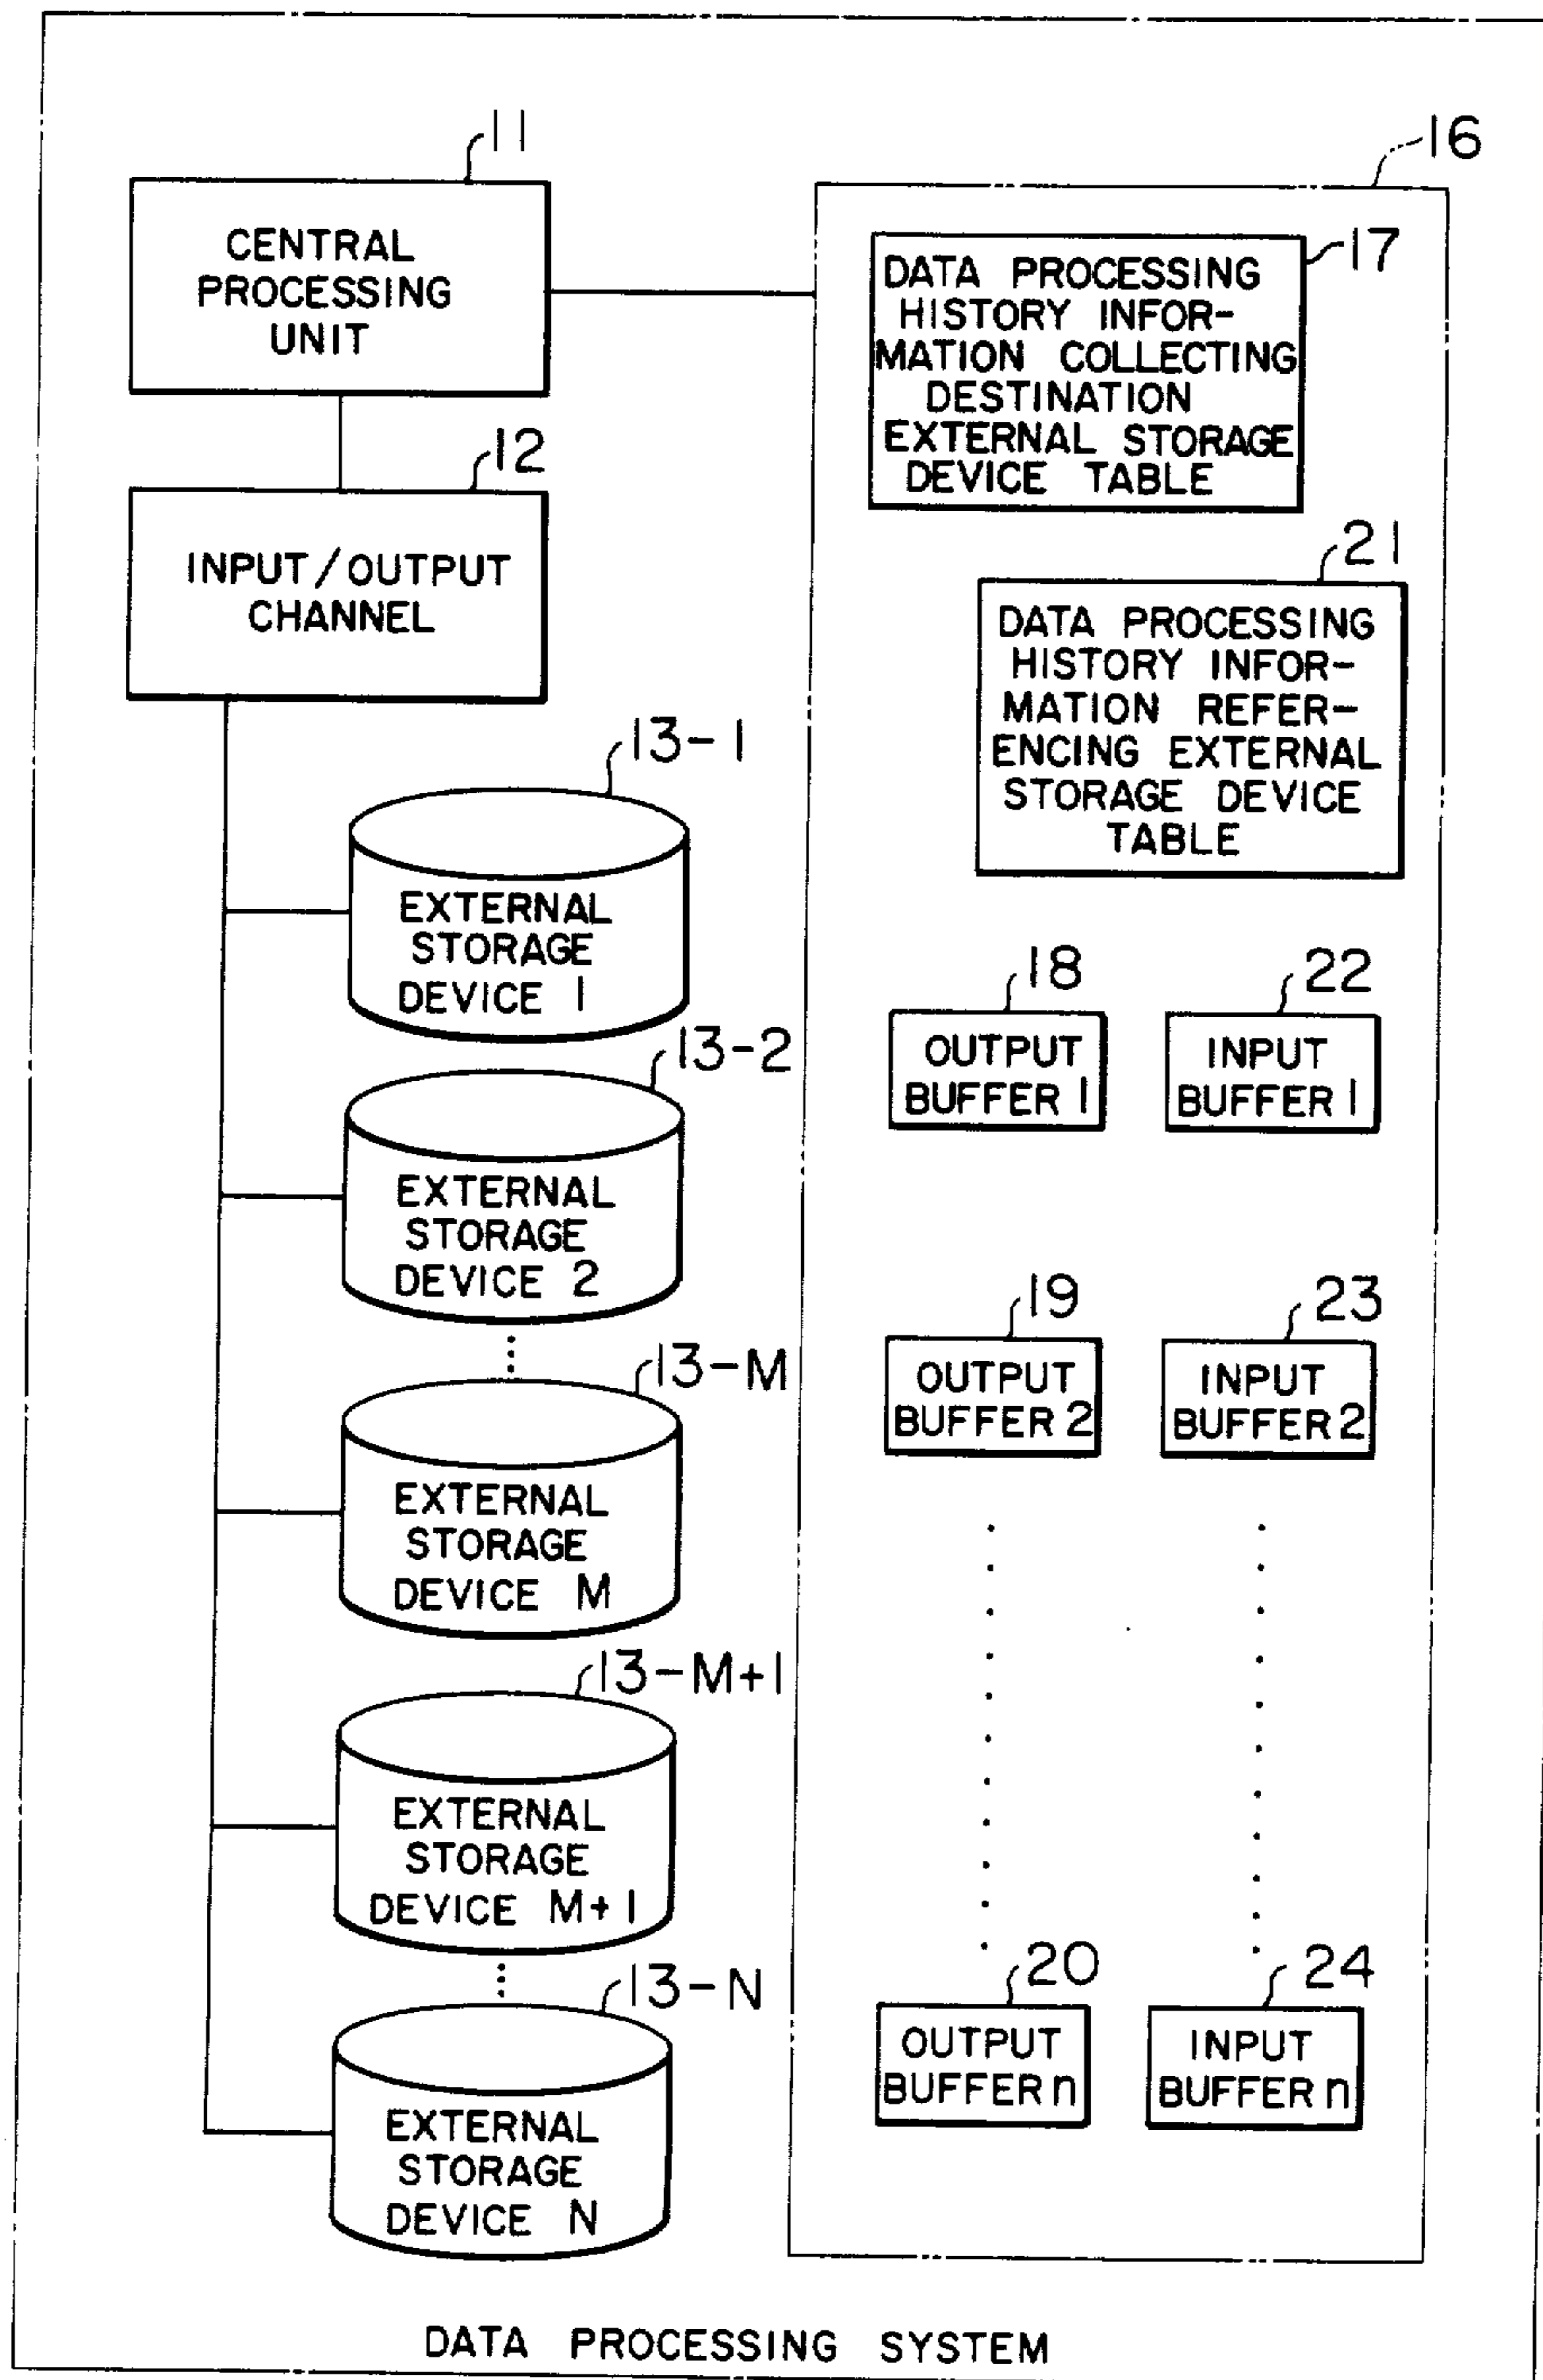 11
CENTRAL
PROCESSING
UNIT
12
INPUT/OUTPUT
CHANNEL
13-1
EXTERNAL
STORAGE
DEVICE 1
13-2
EXTERNAL
STORAGE
DEVICE 2
13-M
EXTERNAL
STORAGE
DEVICE M
13-M+1
EXTERNAL
STORAGE
DEVICE M+1
13-N
EXTERNAL
STORAGE
DEVICE N
16
17
DATA PROCESSING
HISTORY INFOR-
MATION COLLECTING
DESTINATION
EXTERNAL STORAGE
DEVICE TABLE
21
DATA PROCESSING
HISTORY INFOR-
MATION REFER-
ENCING EXTERNAL
STORAGE DEVICE
TABLE
18
OUTPUT
BUFFER 1
22
INPUT
BUFFER 1
19
OUTPUT
BUFFER 2
23
INPUT
BUFFER 2
20
OUTPUT
BUFFER n
24
INPUT
BUFFER n
DATA PROCESSING SYSTEM